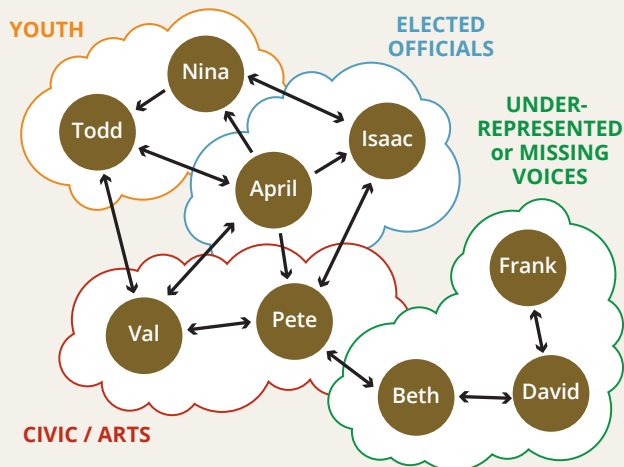 YOUTH
ELECTED
OFFICIALS
Nina
UNDER-
REPRESENTED
or MISSING
VOICES
Todd
Isaac
April
Frank
Val
Pete
Beth
David
CIVIC / ARTS